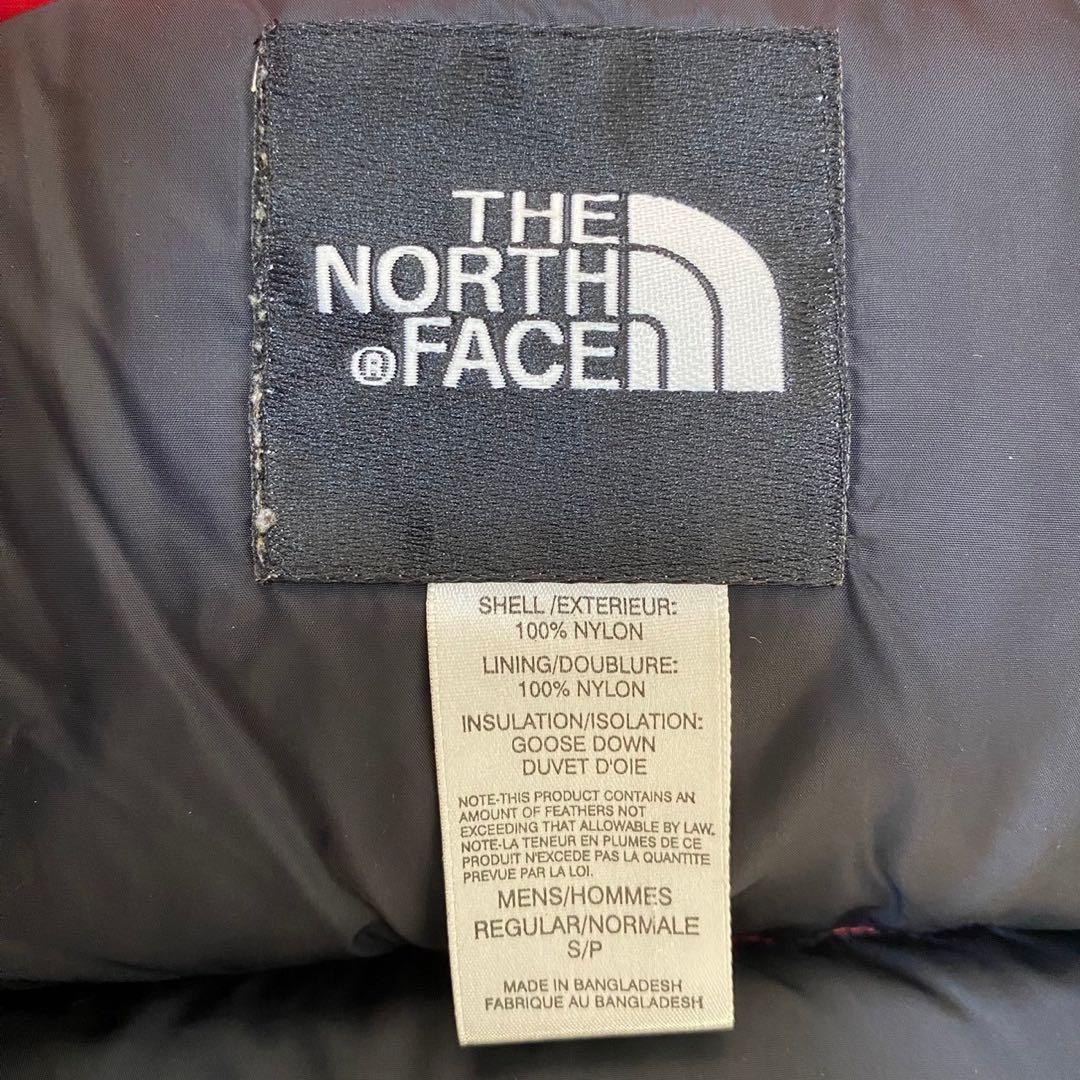 THE
NORTH
®FACE
SHELL /EXTERIEUR:
100% NYLON
LINING/DOUBLURE:
100% NYLON
INSULATION/ISOLATION:
GOOSE DOWN
DUVET D'OIE
NOTE-THIS PRODUCT CONTAINS AN
AMOUNT OF FEATHERS NOT
EXCEEDING THAT ALLOWABLE BY LAW.
NOTE-LA TENEUR EN PLUMES DE CE
PRODUIT N'EXCEDE PAS LA QUANTITE
PREVUE PAR LA LOI.
MENS/HOMMES
REGULAR/NORMALE
S/P
MADE IN BANGLADESH
FABRIQUE AU BANGLADESH